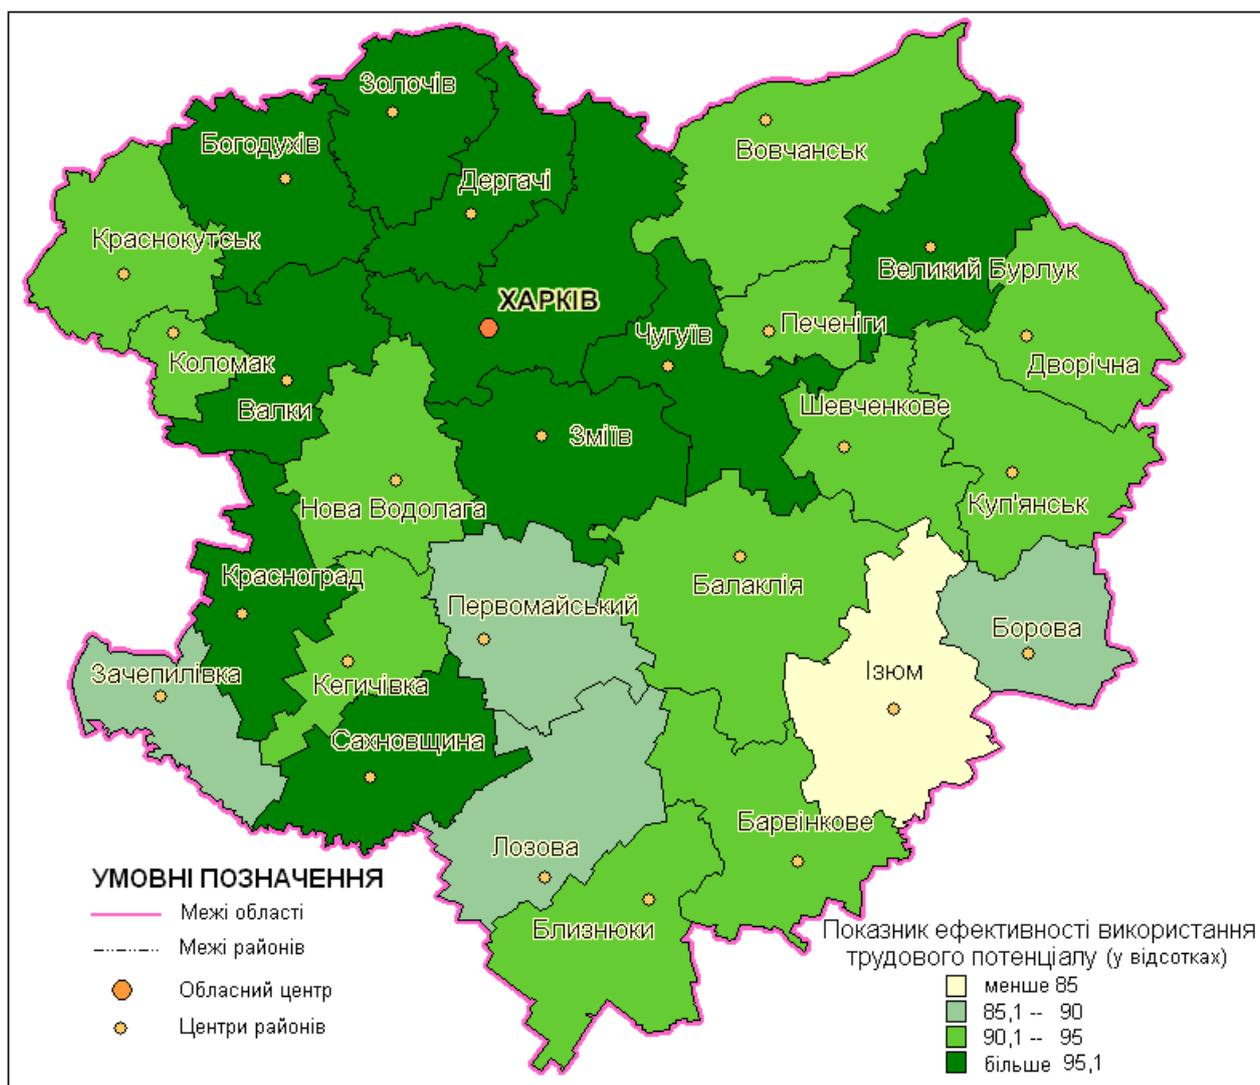 Золочів
Богодухів
Вовчанськ
Дергачі
Краснокутськ
Великий Бурлук
ХАРКІВ
Печеніги
Чугуїв
Коломак
Дворічна
Валки
Шевченкове
Зміїв
Нова Водолага
Куп'янськ
Красноград
Балаклія
Первомайський
Борова
Зачепилівка
Ізюм
Кегичівка
Сахновщина
Барвінкове
Лозова
Близнюки
УМОВНІ ПОЗНАЧЕННЯ
Межі області
Межі районів
Обласний центр
Центри районів
Показник ефективності використання
трудового потенціалу (у відсотках)
менше 85
85,1 -- 90
90,1 -- 95
більше 95,1